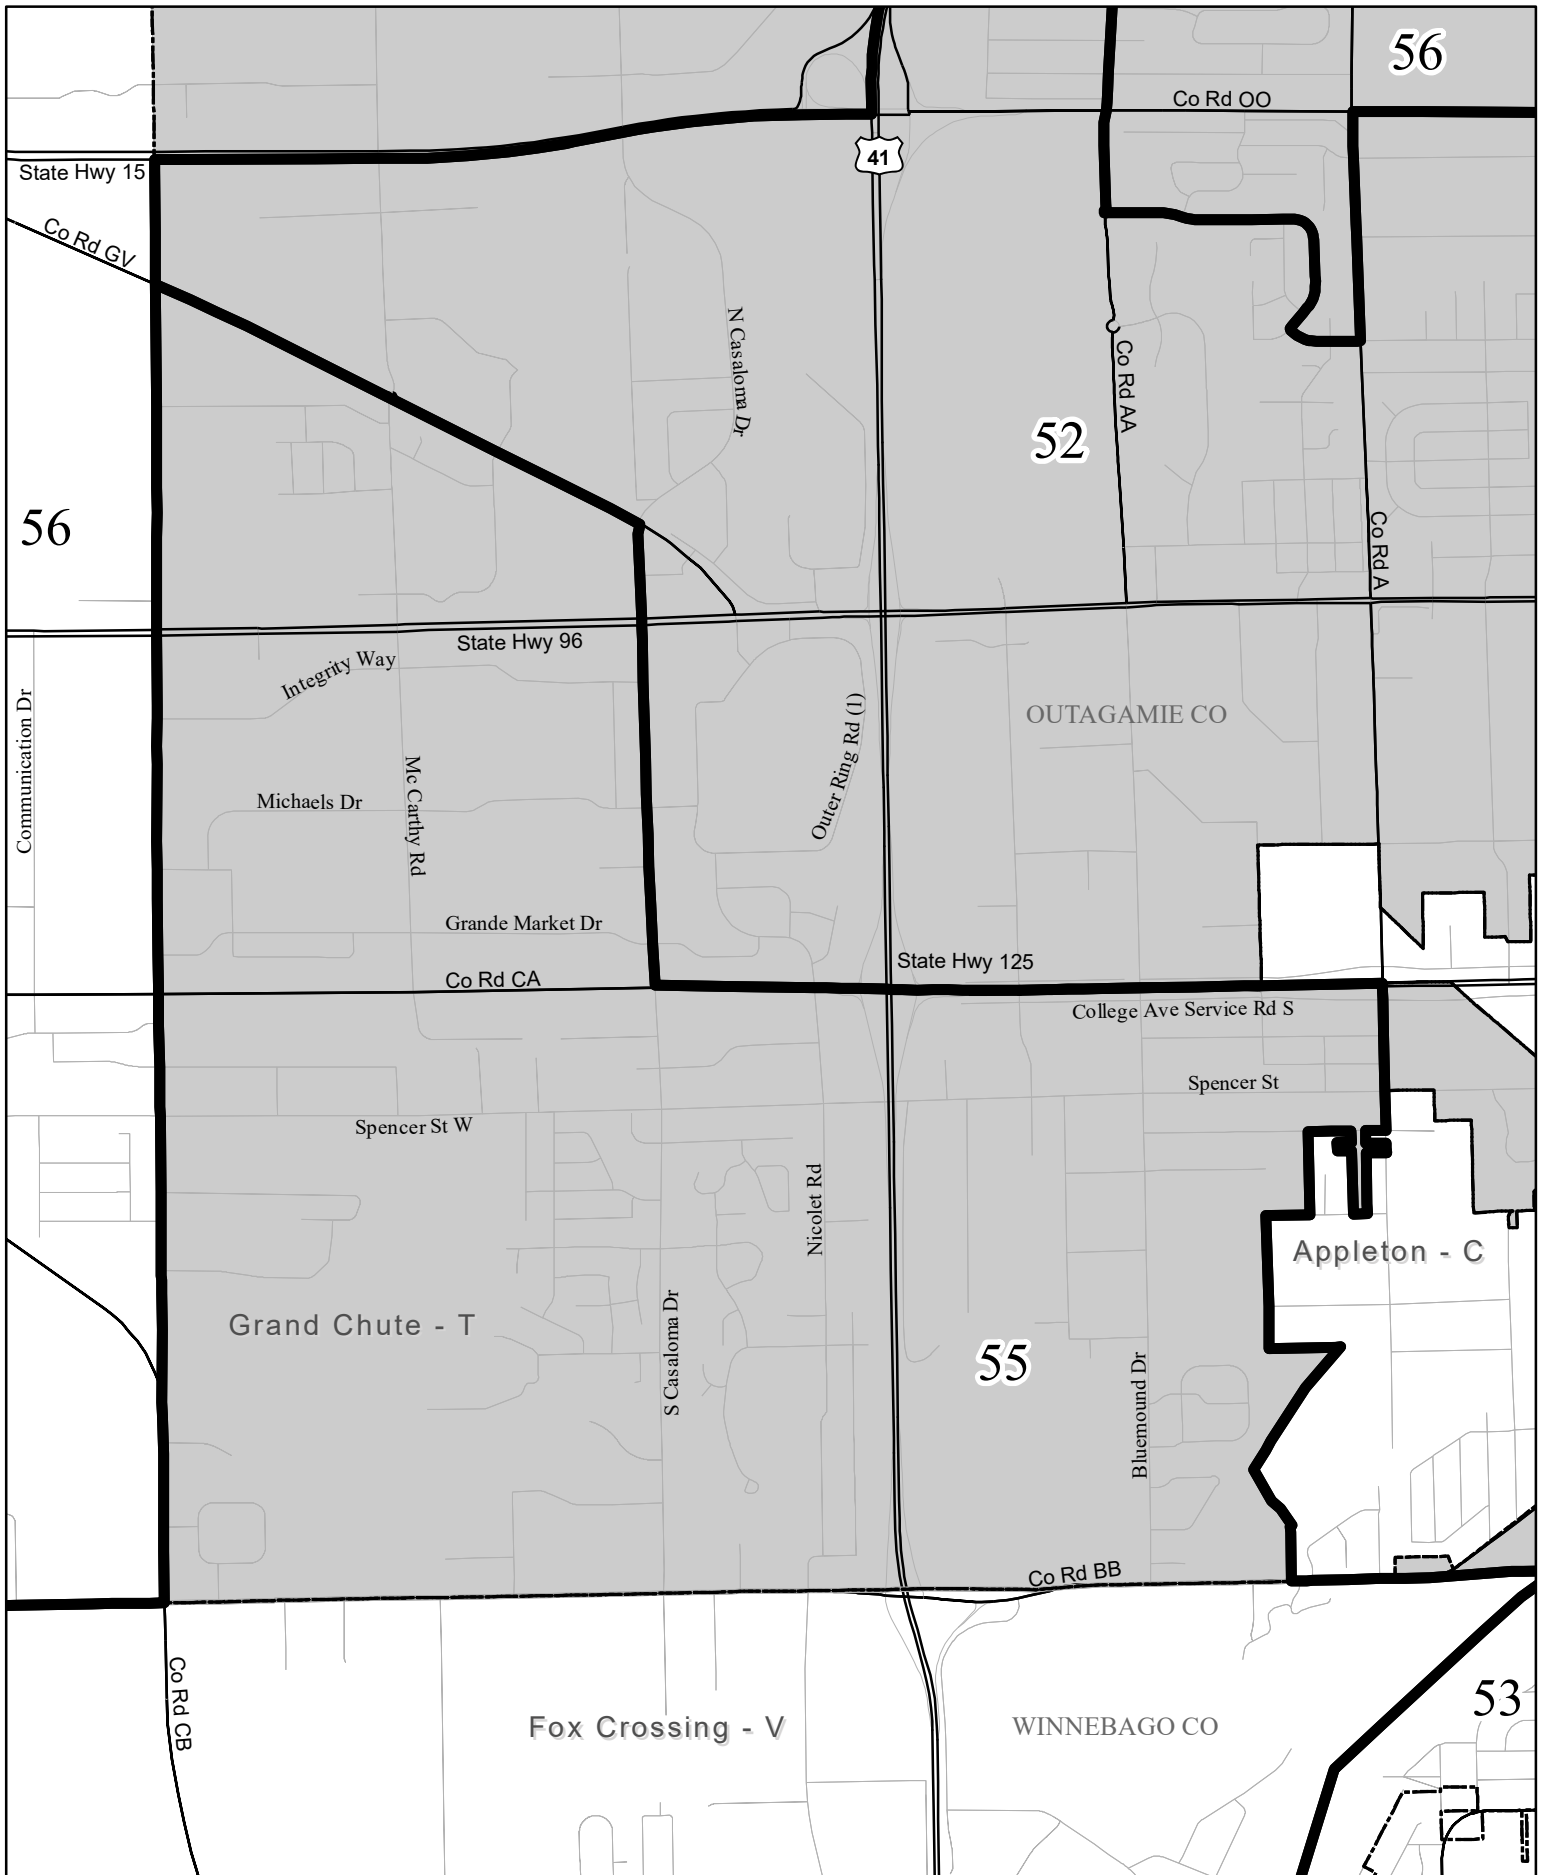 56
Co Rd OO
41
State Hwy 15
Co Rd GV
N Casaloma Dr
Co Rd AA
52
56
Co Rd A
State Hwy 96
Integrity Way
Communication Dr
Outer Ring Rd (1)
OUTAGAMIE CO
Mc Carthy Rd
Michaels Dr
Grande Market Dr
State Hwy 125
Co Rd CA
College Ave Service Rd S
Spencer St
Spencer St W
Nicolet Rd
Appleton - C
Grand Chute - T
S Casaloma Dr
55
Bluemound Dr
Co Rd BB
Co Rd CB
53
Fox Crossing - V
WINNEBAGO CO